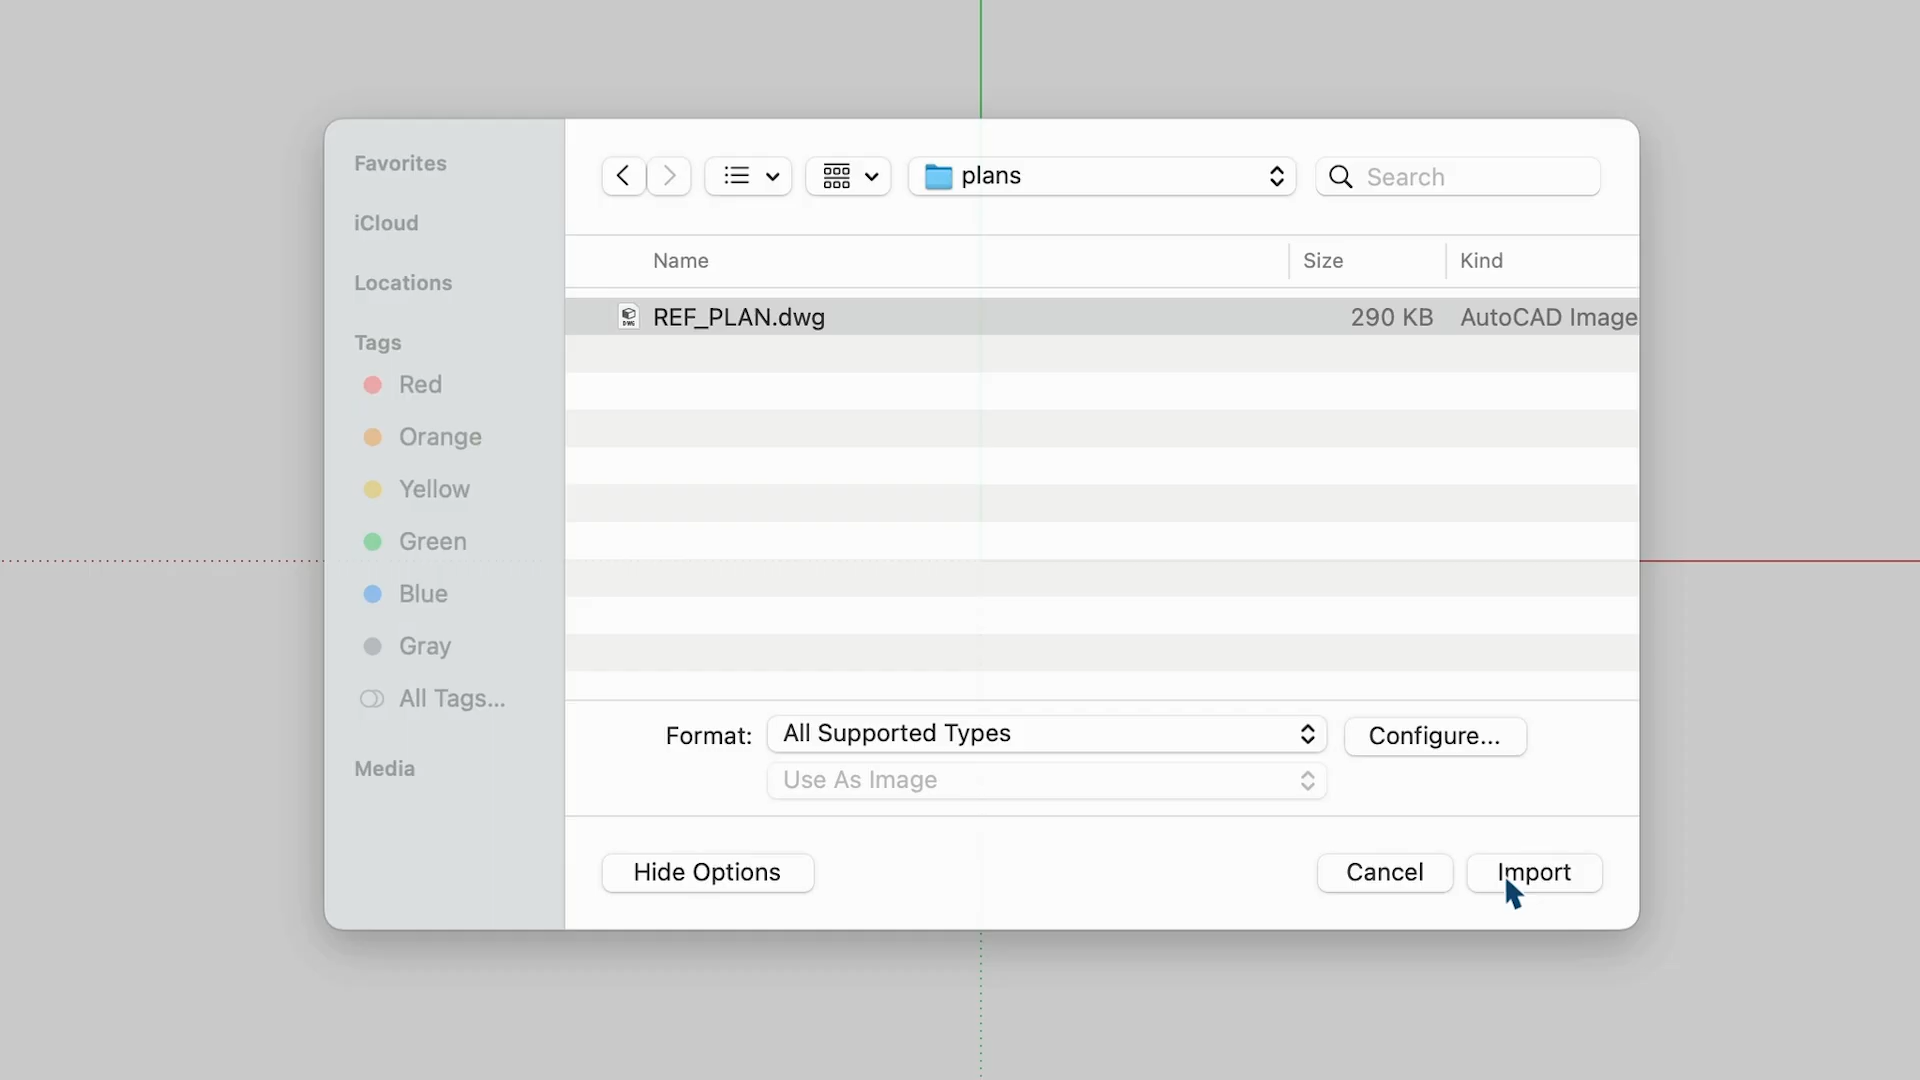 Favorites
iCloud
Locations
Tags
Red
Orange
Yellow
Green
Blue
Gray
All Tags...
Media
plans
Search
Name
Size
Kind
REF_PLAN.dwg
290 KB
AutoCAD Image
Format:
All Supported Types
Configure...
Use As Image
Hide Options
Cancel
Import